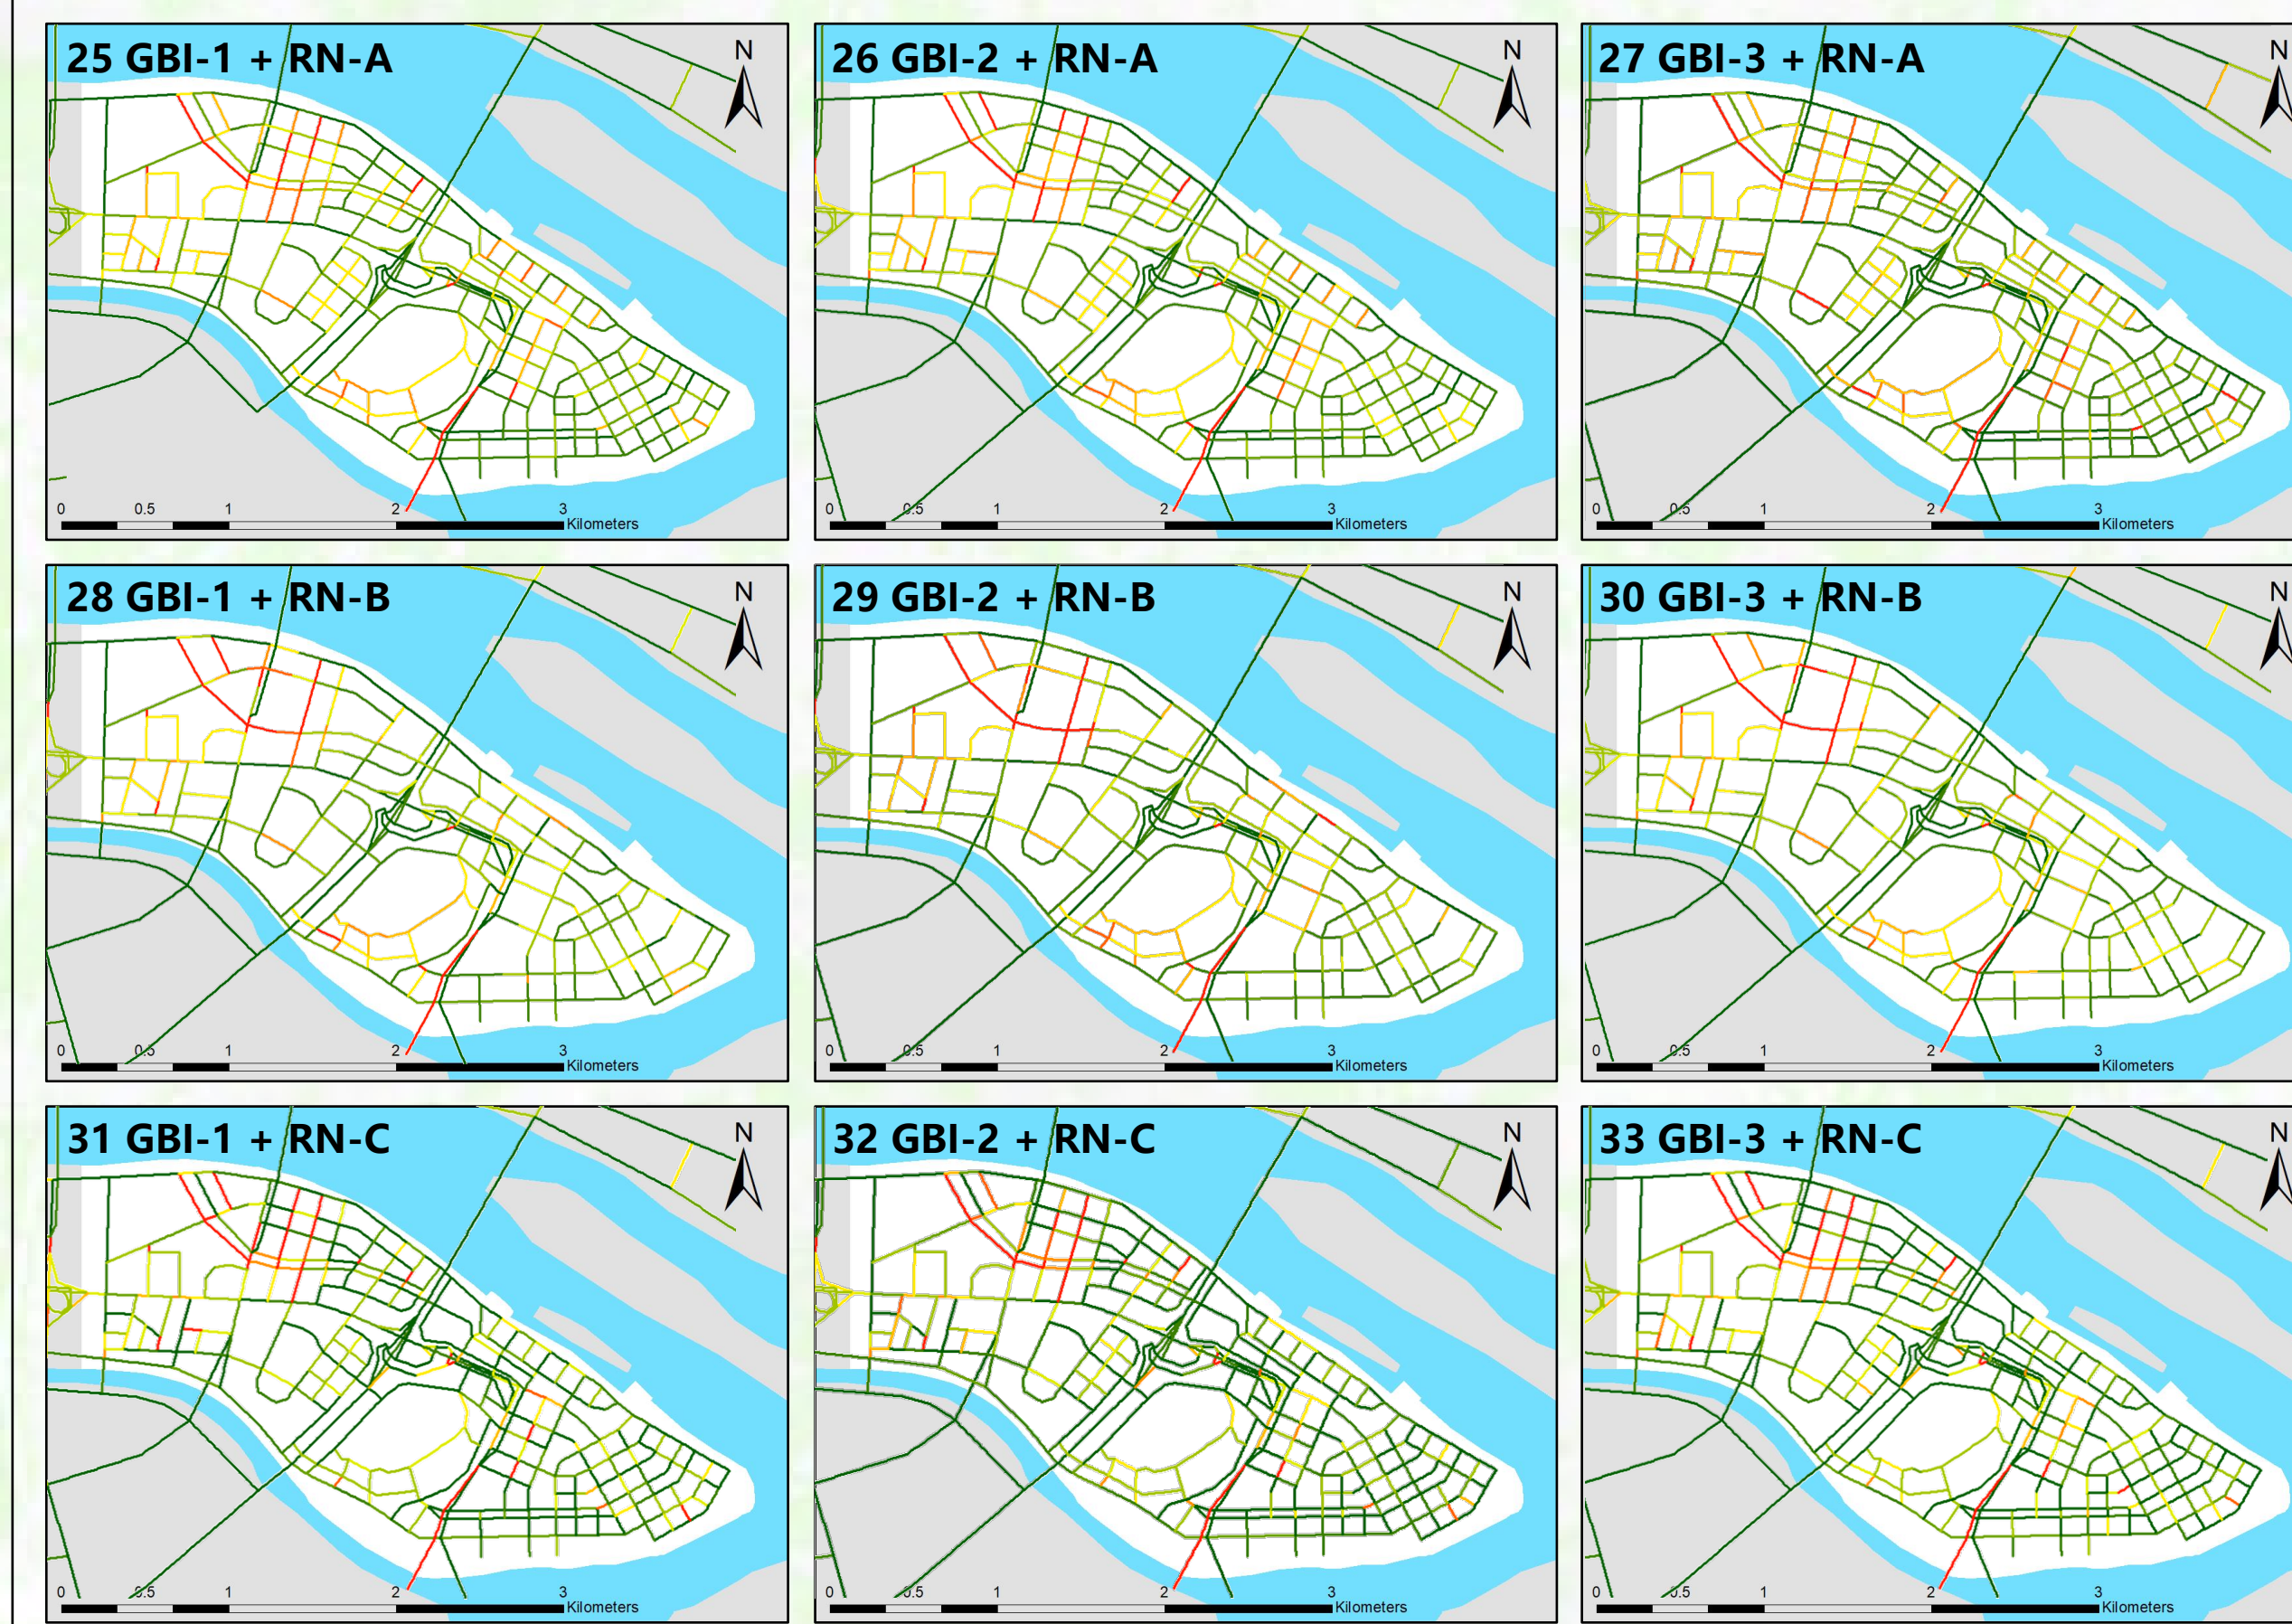 25 GBI-1 + RN-A
N
0 0.5 1 2 3
Kilometers
26 GBI-2 + RN-A
N
0 0.5 1 2 3
Kilometers
27 GBI-3 + RN-A
N
0 0.5 1 2 3
Kilometers
28 GBI-1 + RN-B
N
0 0.5 1 2 3
Kilometers
29 GBI-2 + RN-B
N
0 0.5 1 2 3
Kilometers
30 GBI-3 + RN-B
N
0 0.5 1 2 3
Kilometers
31 GBI-1 + RN-C
N
0 0.5 1 2 3
Kilometers
32 GBI-2 + RN-C
N
0 0.5 1 2 3
Kilometers
33 GBI-3 + RN-C
N
0 0.5 1 2 3
Kilometers